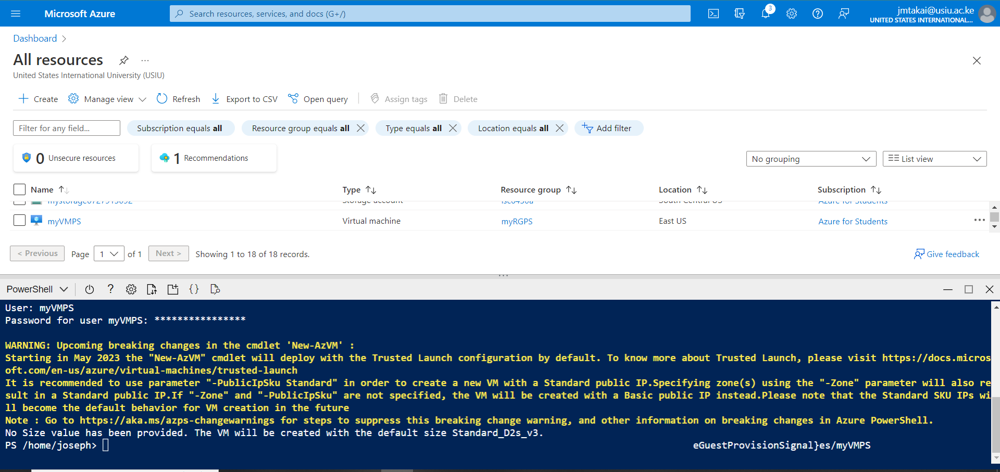 Microsoft Azure
Search resources, services, and docs (G+/)
3
jmtakai@usiu.ac.ke
UNITED STATES INTERNATIONAL...
Dashboard
All resources
...
United States International University (USIU)
Create
Manage view
Refresh
Export to CSV
Open query
Assign tags
Delete
Filter for any field...
Subscription equals all
Resource group equals all
Type equals all
Location equals all
Add filter
0 Unsecure resources
1 Recommendations
No grouping
List view
Name
Type
Resource group
Location
Subscription
Storage account
South Central US
Azure for Students
myVMPS
Virtual machine
myRGPS
East US
Azure for Students
< Previous
Page 1 of 1
Next >
Showing 1 to 18 of 18 records.
Give feedback
PowerShell
User: myVMPS
Password for user myVMPS: ****************
WARNING: Upcoming breaking changes in the cmdlet 'New-AzVM' :
Starting in May 2023 the "New-AzVM" cmdlet will deploy with the Trusted Launch configuration by default. To know more about Trusted Launch, please visit https://docs.micros
oft.com/en-us/azure/virtual-machines/trusted-launch
It is recommended to use parameter "-PublicIpSku Standard" in order to create a new VM with a Standard public IP.Specifying zone(s) using the "-Zone" parameter will also re
sult in a Standard public IP.If "-Zone" and "-PublicIpSku" are not specified, the VM will be created with a Basic public IP instead.Please note that the Standard SKU IPs wi
ll become the default behavior for VM creation in the future
Note : Go to https://aka.ms/azps-changewarnings for steps to suppress this breaking change warning, and other information on breaking changes in Azure PowerShell.
No Size value has been provided. The VM will be created with the default size Standard_D2s_v3.
PS /home/joseph> eGuestProvisionSignal}es/myVMPS